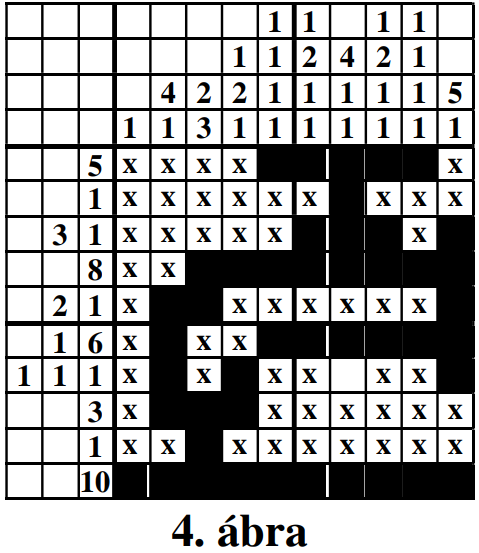 1 1 1 1
1 1 2 4 2 1
4 2 2 1 1 1 1 1 5
1 1 3 1 1 1 1 1 1 1
5 x x x x x
1 x x x x x x x x x
3 1 x x x x x x
8 x x
2 1 x x x x x x x
1 6 x x x
1 1 1 x x x x x x
3 x x x x x x x
1 x x x x x x x x x
10
4. ábra